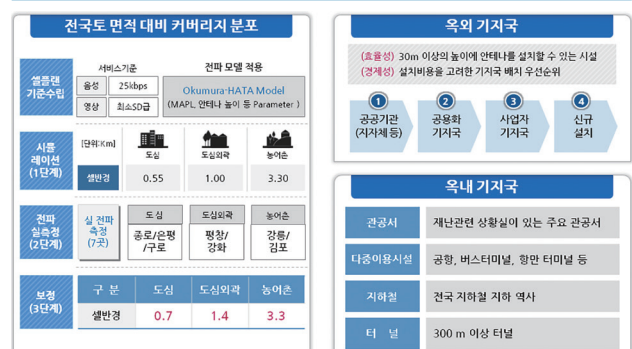 전국토 면적 대비 커버리지 분포
셀플랜
기준수립
서비스기준
음성 25kbps
영상 최소SD급
전파 모델 적용
Okumura-HATA Model
(MAPL, 안테나 높이 등 Parameter )
시뮬
레이션
(1단계)
[단위:Km]
도심 도심외곽 농어촌
셀반경 0.55 1.00 3.30
전파
실측정
(2단계)
실 전파
측정
(7곳)
도 심 도심외곽 농어촌
종로/은평
/구로
평창/
강화
강릉/
김포
보정
(3단계)
구 분 도심 도심외곽 농어촌
셀반경 0.7 1.4 3.3
옥외 기지국
(효율성) 30m 이상의 높이에 안테나를 설치할 수 있는 시설
(경제성) 설치비용을 고려한 기지국 배치 우선순위
1
공공기관
(지자체 등)
2
공용화
기지국
3
사업자
기지국
4
신규
설치
옥내 기지국
관공서 재난관련 상황실이 있는 주요 관공서
다중이용시설 공항, 버스터미널, 항만 터미널 등
지하철 전국 지하철 지하 역사
터 널 300 m 이상 터널